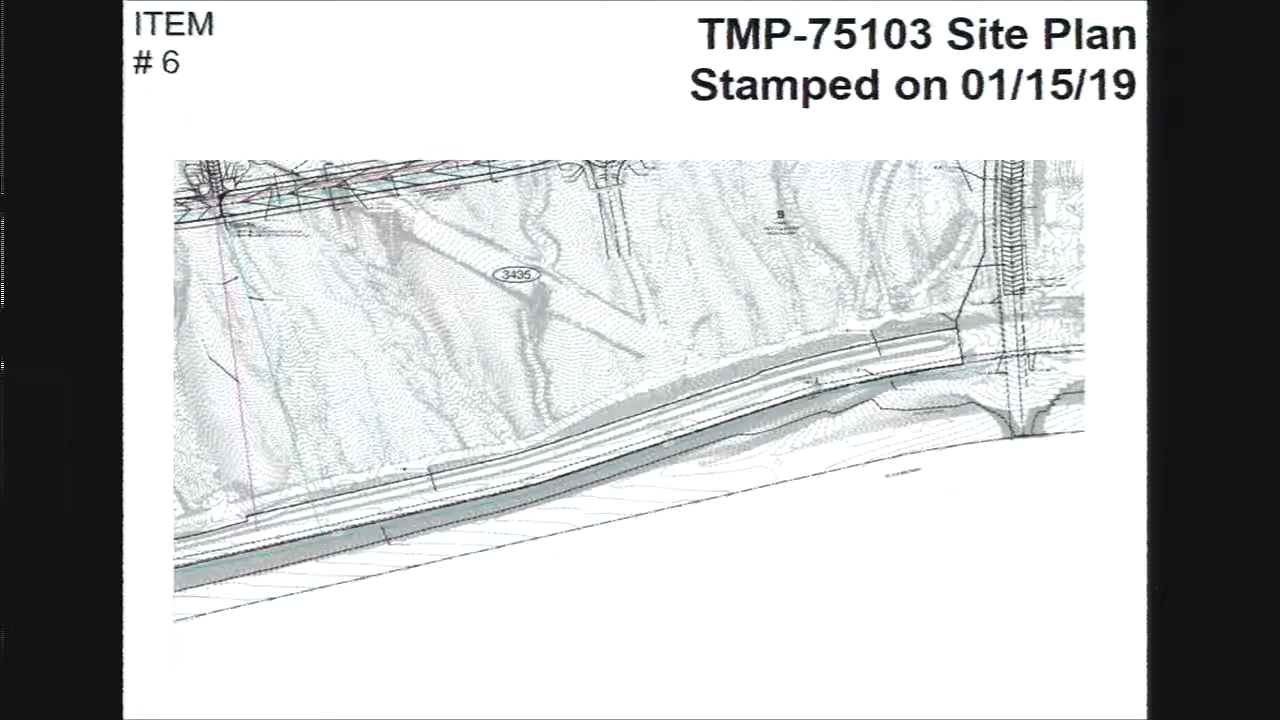 ITEM
# 6
TMP-75103 Site Plan
Stamped on 01/15/19
3435